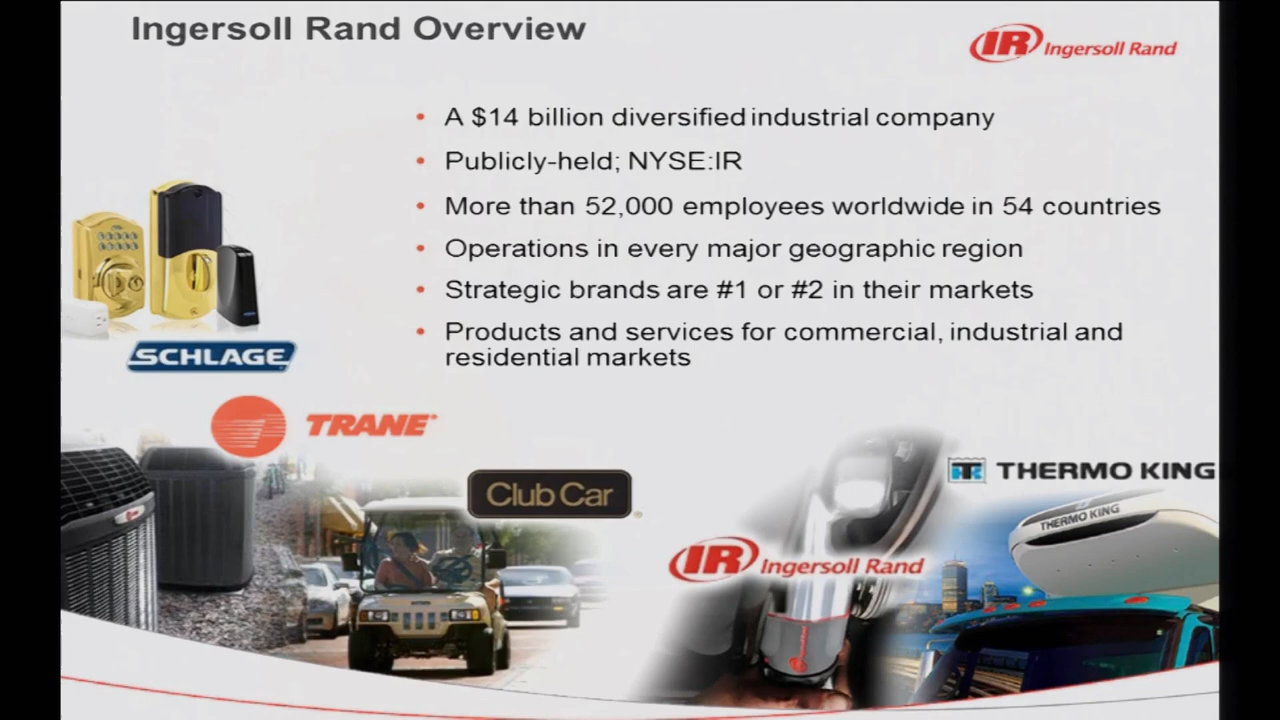 Ingersoll Rand Overview
IR Ingersoll Rand
• A $14 billion diversified industrial company
• Publicly-held; NYSE:IR
• More than 52,000 employees worldwide in 54 countries
• Operations in every major geographic region
• Strategic brands are #1 or #2 in their markets
• Products and services for commercial, industrial and
residential markets
SCHLAGE
TRANE
Club Car
THERMO KING
THERMO KING
IR Ingersoll Rand